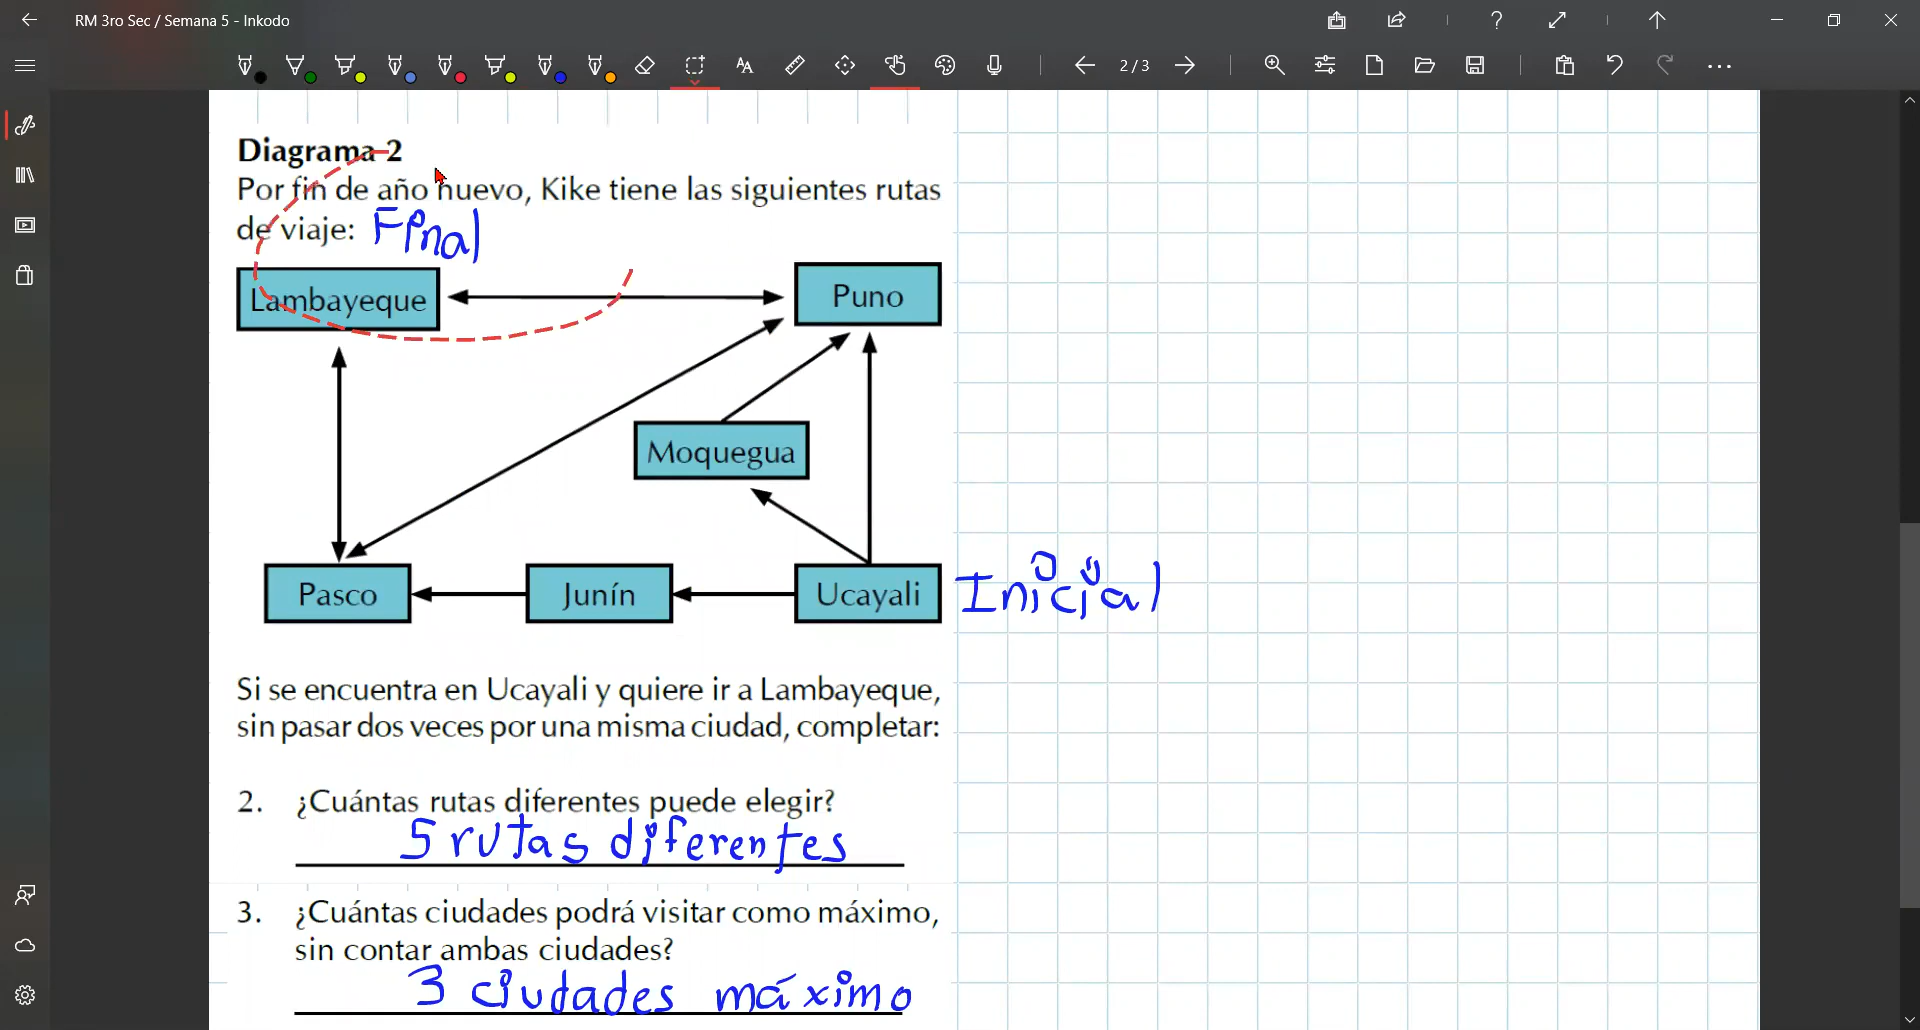 RM 3ro Sec / Semana 5 - Inkodo
2 / 3
Diagrama 2
Por fin de año nuevo, Kike tiene las siguientes rutas
de viaje: Final
Lambayeque
Puno
Moquegua
Pasco
Junín
Ucayali
Inicial
Si se encuentra en Ucayali y quiere ir a Lambayeque,
sin pasar dos veces por una misma ciudad, completar:
2. ¿Cuántas rutas diferentes puede elegir?
5 rutas diferentes
3. ¿Cuántas ciudades podrá visitar como máximo,
sin contar ambas ciudades?
3 ciudades máximo